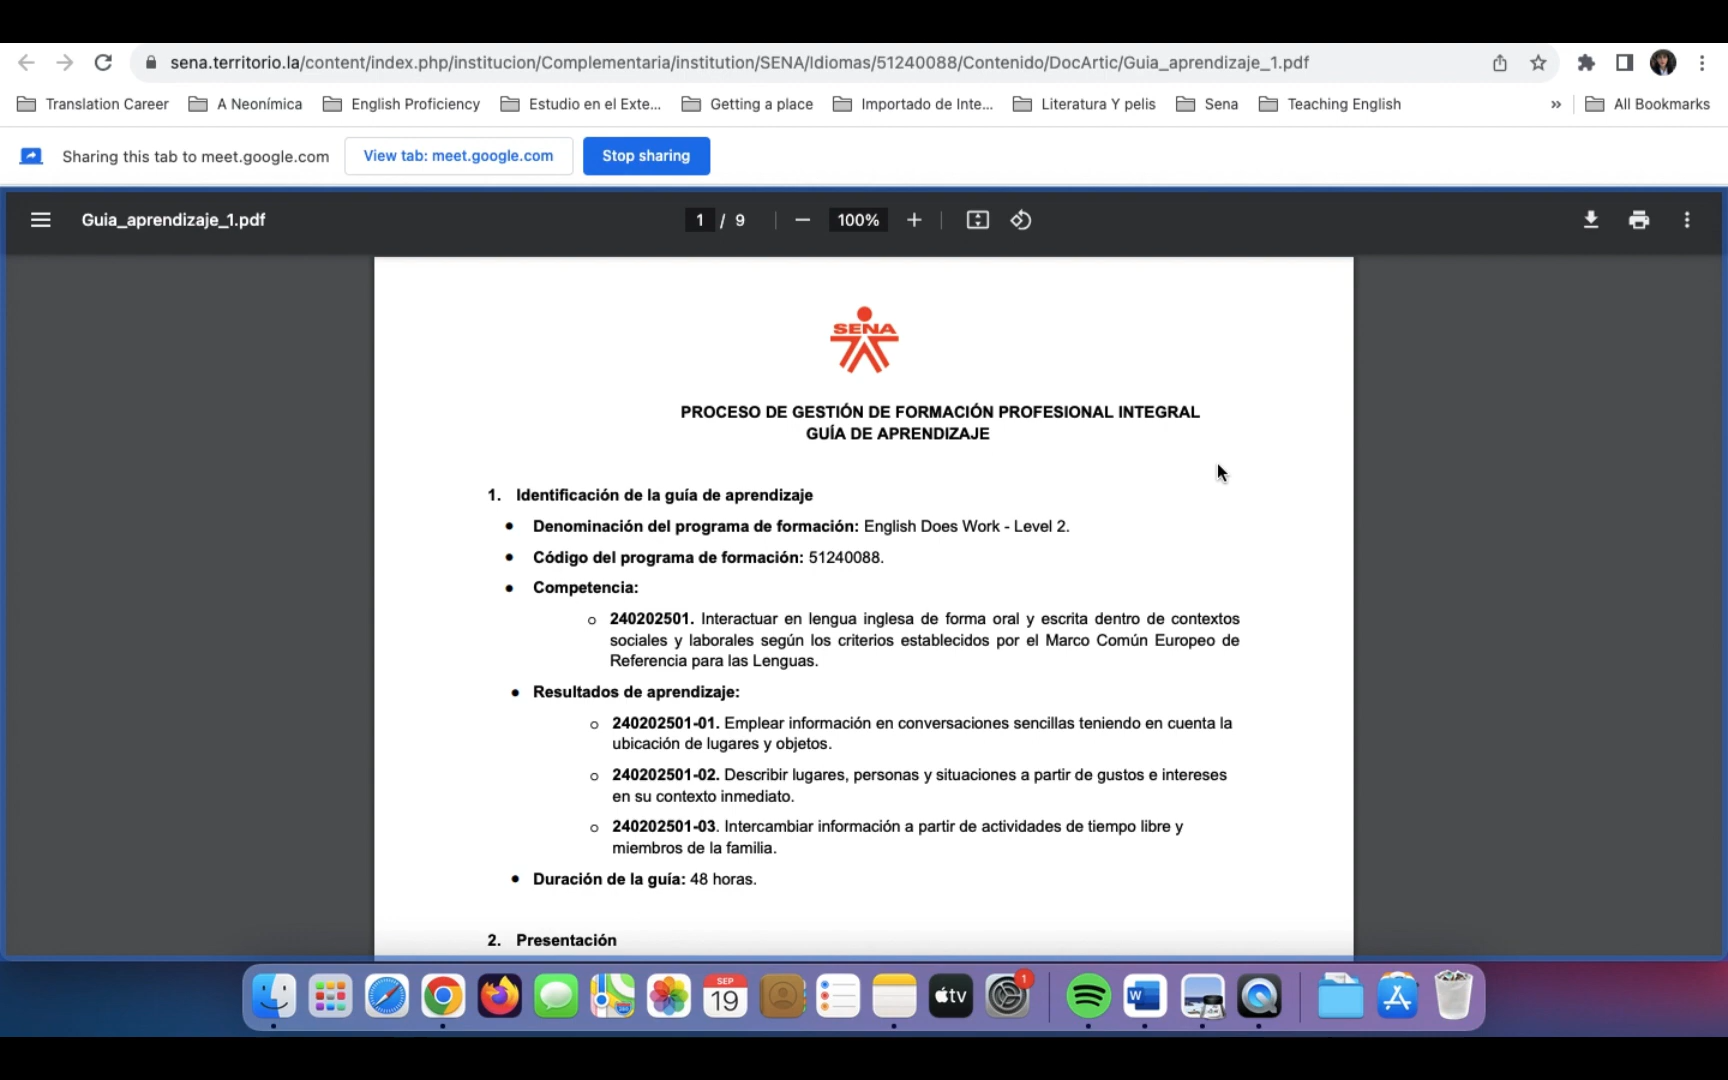 sena.territorio.la/content/index.php/institucion/Complementaria/institution/SENA/Idiomas/51240088/Contenido/DocArtic/Guia_aprendizaje_1.pdf
Translation Career A Neonímica English Proficiency Estudio en el Exte... Getting a place Importado de Inte... Literatura Y pelis Sena Teaching English » All Bookmarks
Sharing this tab to meet.google.com View tab: meet.google.com Stop sharing
Guia_aprendizaje_1.pdf 1 / 9 100%
SENA
PROCESO DE GESTIÓN DE FORMACIÓN PROFESIONAL INTEGRAL
GUÍA DE APRENDIZAJE
1. Identificación de la guía de aprendizaje
• Denominación del programa de formación: English Does Work - Level 2.
• Código del programa de formación: 51240088.
• Competencia:
o 240202501. Interactuar en lengua inglesa de forma oral y escrita dentro de contextos
sociales y laborales según los criterios establecidos por el Marco Común Europeo de
Referencia para las Lenguas.
• Resultados de aprendizaje:
o 240202501-01. Emplear información en conversaciones sencillas teniendo en cuenta la
ubicación de lugares y objetos.
o 240202501-02. Describir lugares, personas y situaciones a partir de gustos e intereses
en su contexto inmediato.
o 240202501-03. Intercambiar información a partir de actividades de tiempo libre y
miembros de la familia.
• Duración de la guía: 48 horas.
2. Presentación
SEP
19
tv
1
W